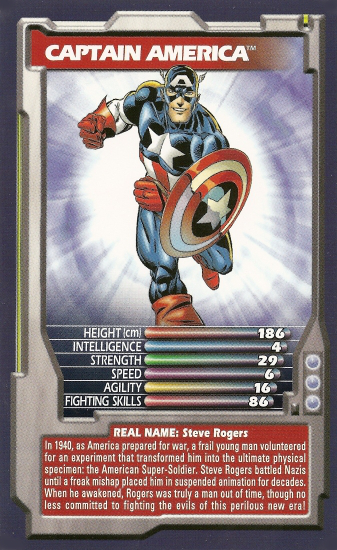 CAPTAIN AMERICA™
HEIGHT (cm) 186
INTELLIGENCE 4
STRENGTH 29
SPEED 6
AGILITY 16
FIGHTING SKILLS 86
REAL NAME: Steve Rogers
In 1940, as America prepared for war, a frail young man volunteered
for an experiment that transformed him into the ultimate physical
specimen: the American Super-Soldier. Steve Rogers battled Nazis
until a freak mishap placed him in suspended animation for decades.
When he awakened, Rogers was truly a man out of time, though no
less committed to fighting the evils of this perilous new era!